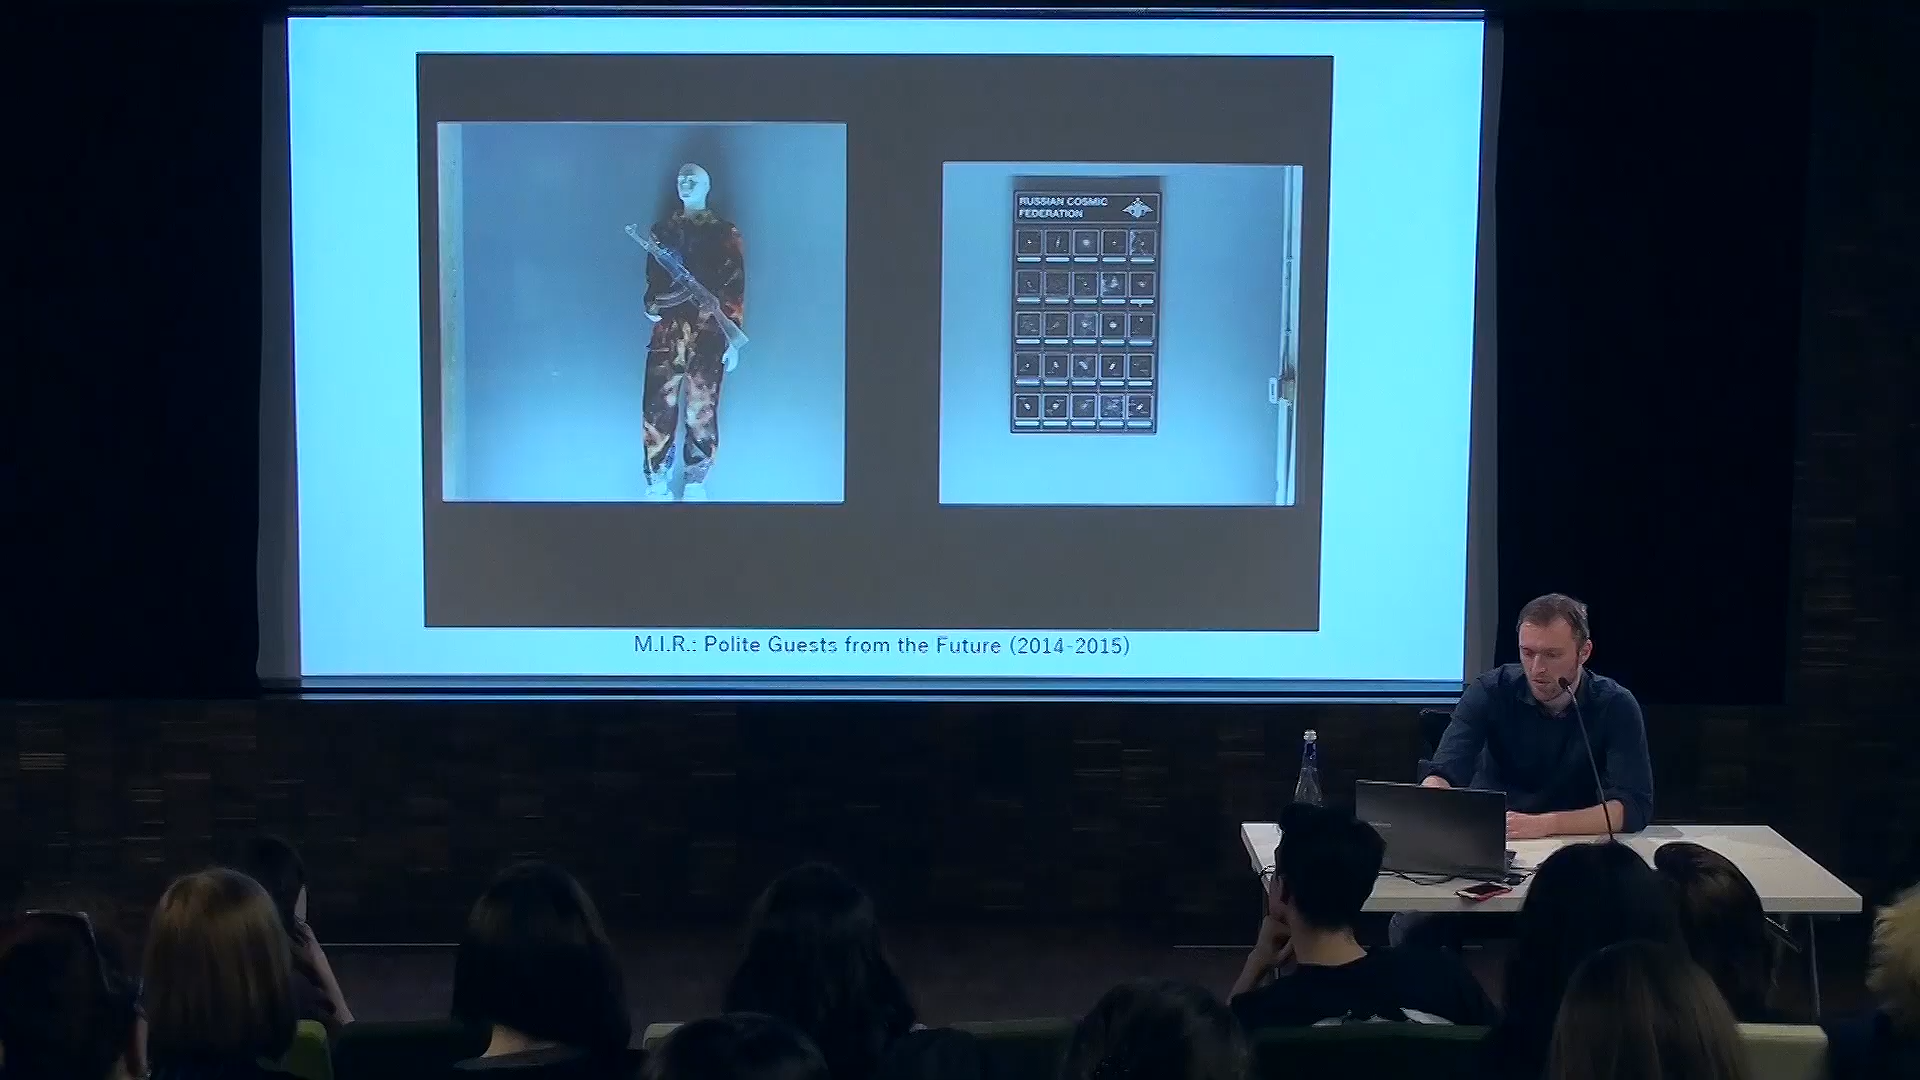 RUSSIAN COSMIC
FEDERATION
M.I.R.: Polite Guests from the Future (2014-2015)